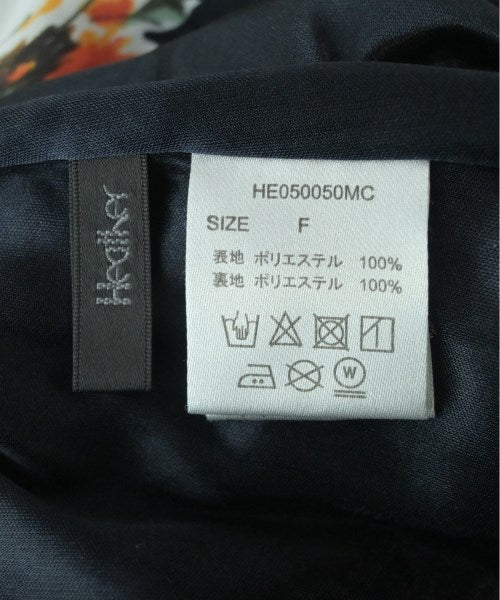 Heather
HE050050MC
SIZE F
表地 ポリエステル 100%
裏地 ポリエステル 100%
W